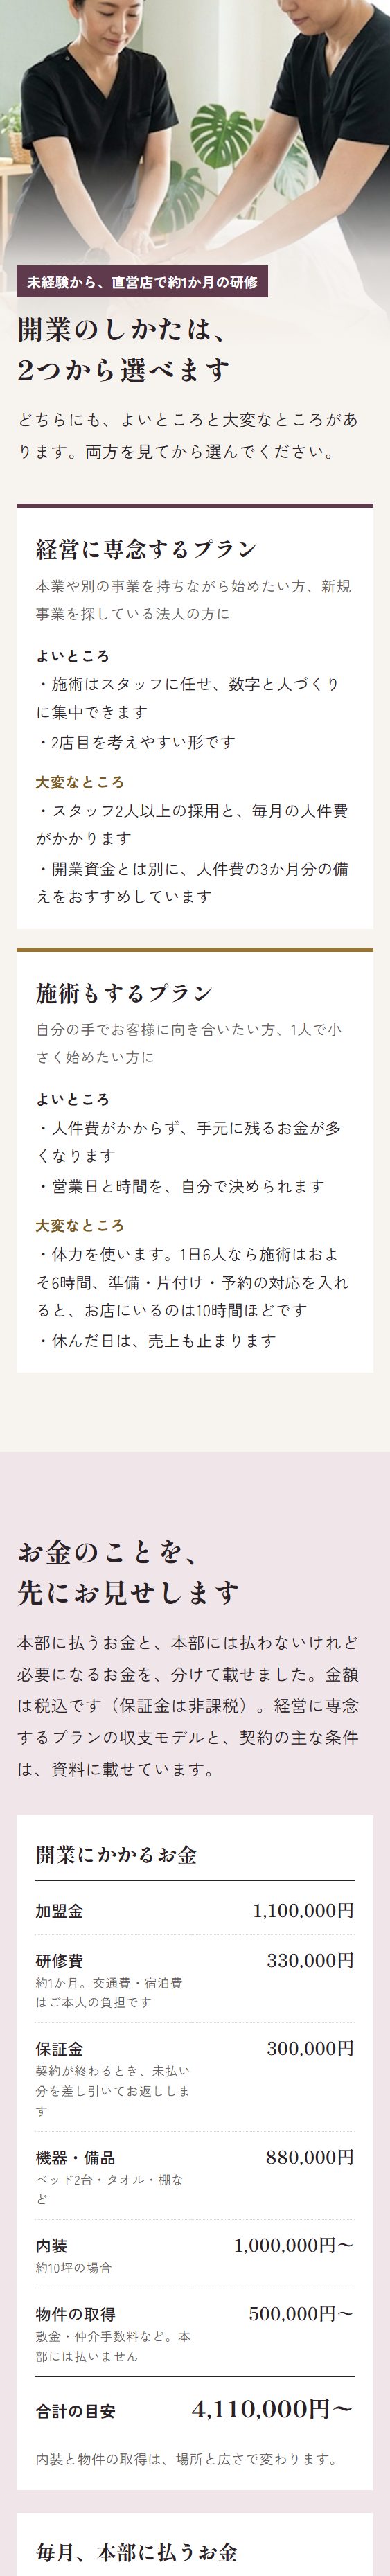 未経験から、直営店で約1か月の研修
開業のしかたは、
2つから選べます
どちらにも、よいところと大変なところがあ
ります。両方を見てから選んでください。
経営に専念するプラン
本業や別の事業を持ちながら始めたい方、新規
事業を探している法人の方に
よいところ
・施術はスタッフに任せ、数字と人づくり
に集中できます
・2店目を考えやすい形です
大変なところ
・スタッフ2人以上の採用と、毎月の人件費
がかかります
・開業資金とは別に、人件費の3か月分の備
えをおすすめしています
施術もするプラン
自分の手でお客様に向き合いたい方、1人で小
さく始めたい方に
よいところ
・人件費がかからず、手元に残るお金が多
くなります
・営業日と時間を、自分で決められます
大変なところ
・体力を使います。1日6人なら施術はおよ
そ6時間、準備・片付け・予約の対応を入れ
ると、お店にいるのは10時間ほどです
・休んだ日は、売上も止まります
お金のことを、
先にお見せします
本部に払うお金と、本部には払わないけれど
必要になるお金を、分けて載せました。金額
は税込です（保証金は非課税）。経営に専念
するプランの収支モデルと、契約の主な条件
は、資料に載せています。
開業にかかるお金
加盟金 1,100,000円
研修費 330,000円
約1か月。交通費・宿泊費
はご本人の負担です
保証金 300,000円
契約が終わるとき、未払い
分を差し引いてお返ししま
す
機器・備品 880,000円
ベッド2台・タオル・棚な
ど
内装 1,000,000円〜
約10坪の場合
物件の取得 500,000円〜
敷金・仲介手数料など。本
部には払いません
合計の目安 4,110,000円〜
内装と物件の取得は、場所と広さで変わります。
毎月、本部に払うお金